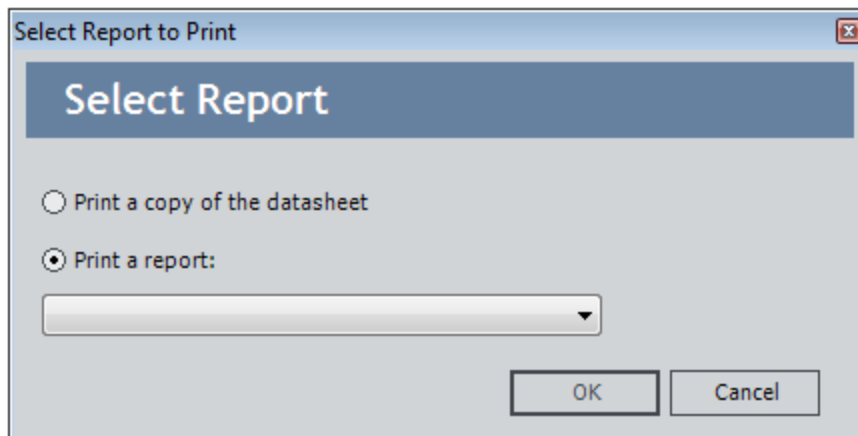 Select Report to Print
Select Report
Print a copy of the datasheet
Print a report:
OK Cancel